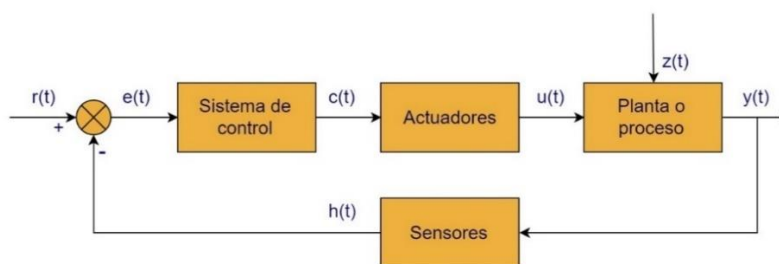 z(t)
r(t)
e(t)
Sistema de
control
c(t)
Actuadores
u(t)
Planta o
proceso
y(t)
+
-
h(t)
Sensores